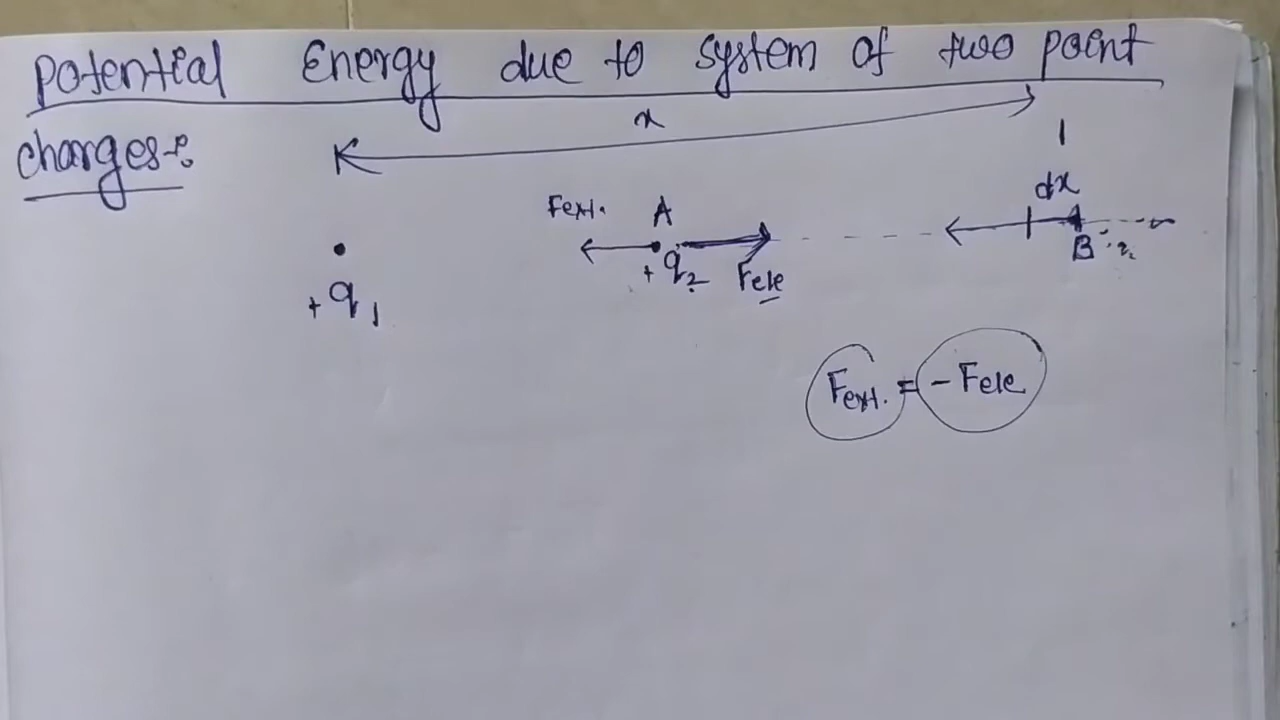 Potential Energy due to system of two point
charges:-
x
dx
Fext. A
B
+q2 Fele
+q1
Fext. = - Fele